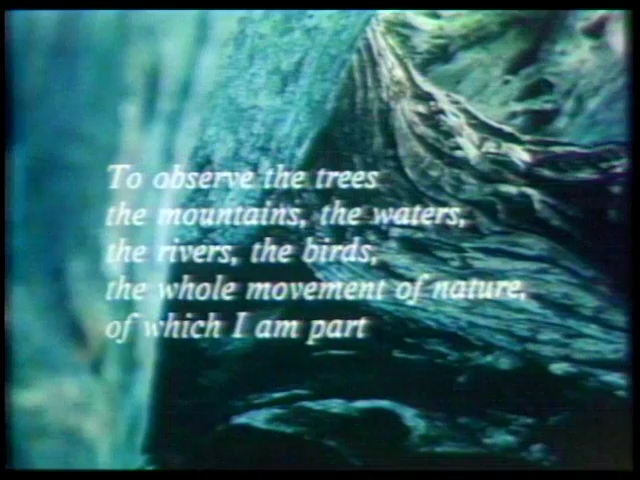 To observe the trees
the mountains, the waters,
the rivers, the birds,
the whole movement of nature,
of which I am part